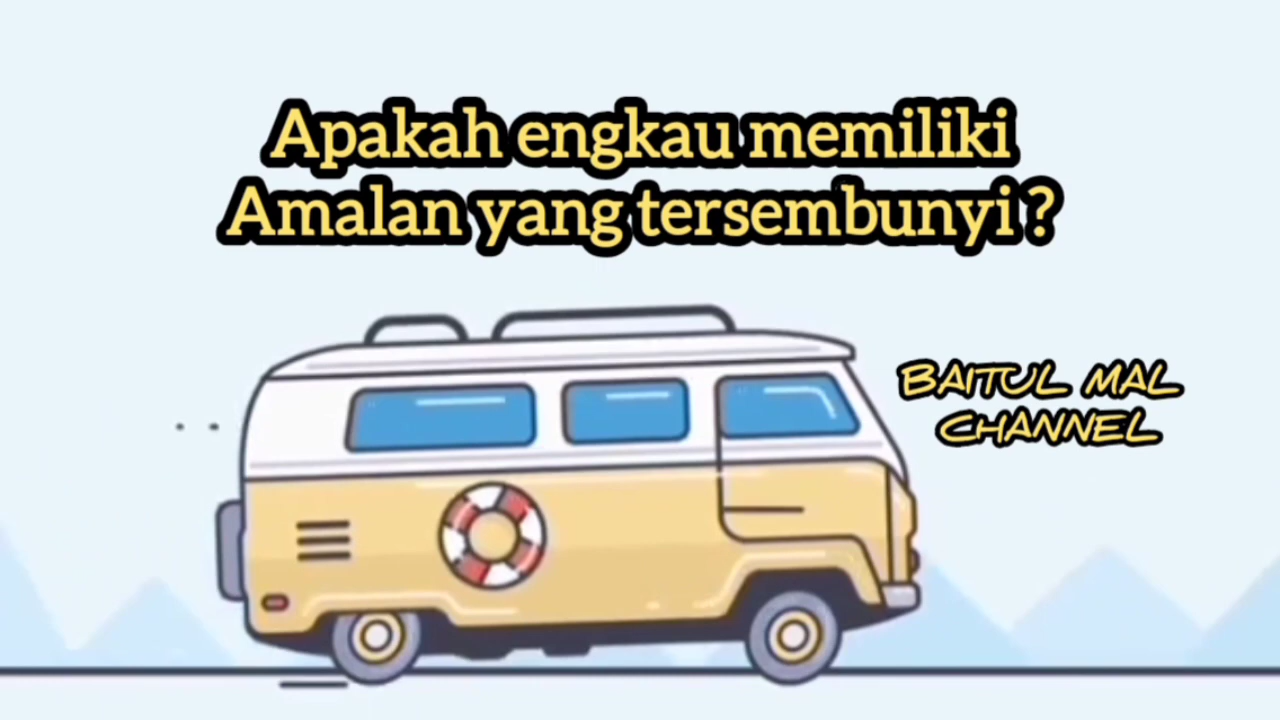 Apakah engkau memiliki
Amalan yang tersembunyi ?
BAITUL MAL
CHANNEL